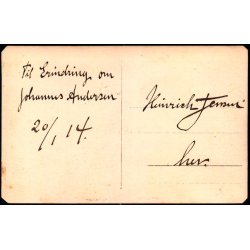 Til Erindring om
Johannes Andersen
20/1 14.
Heinrich Jensen
her.